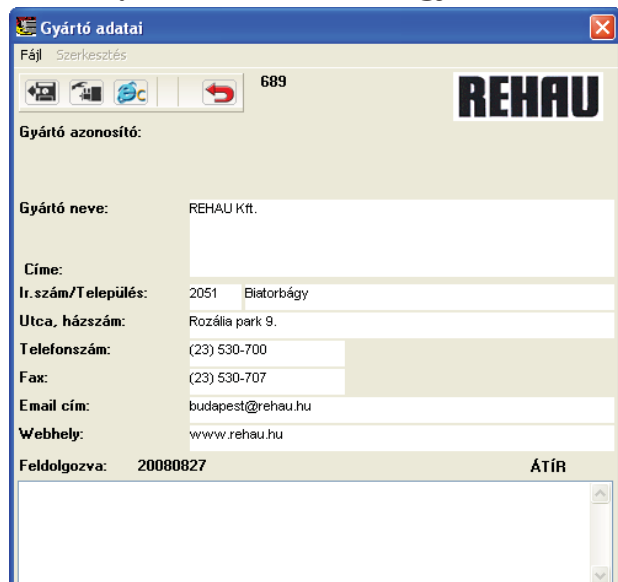 Gyártó adatai
Fájl Szerkesztés
689
REHAU
Gyártó azonosító:
Gyártó neve: REHAU Kft.
Címe:
Ir.szám/Település: 2051 Biatorbágy
Utca, házszám: Rozália park 9.
Telefonszám: (23) 530-700
Fax: (23) 530-707
Email cím: budapest@rehau.hu
Webhely: www.rehau.hu
Feldolgozva: 20080827 ÁTÍR